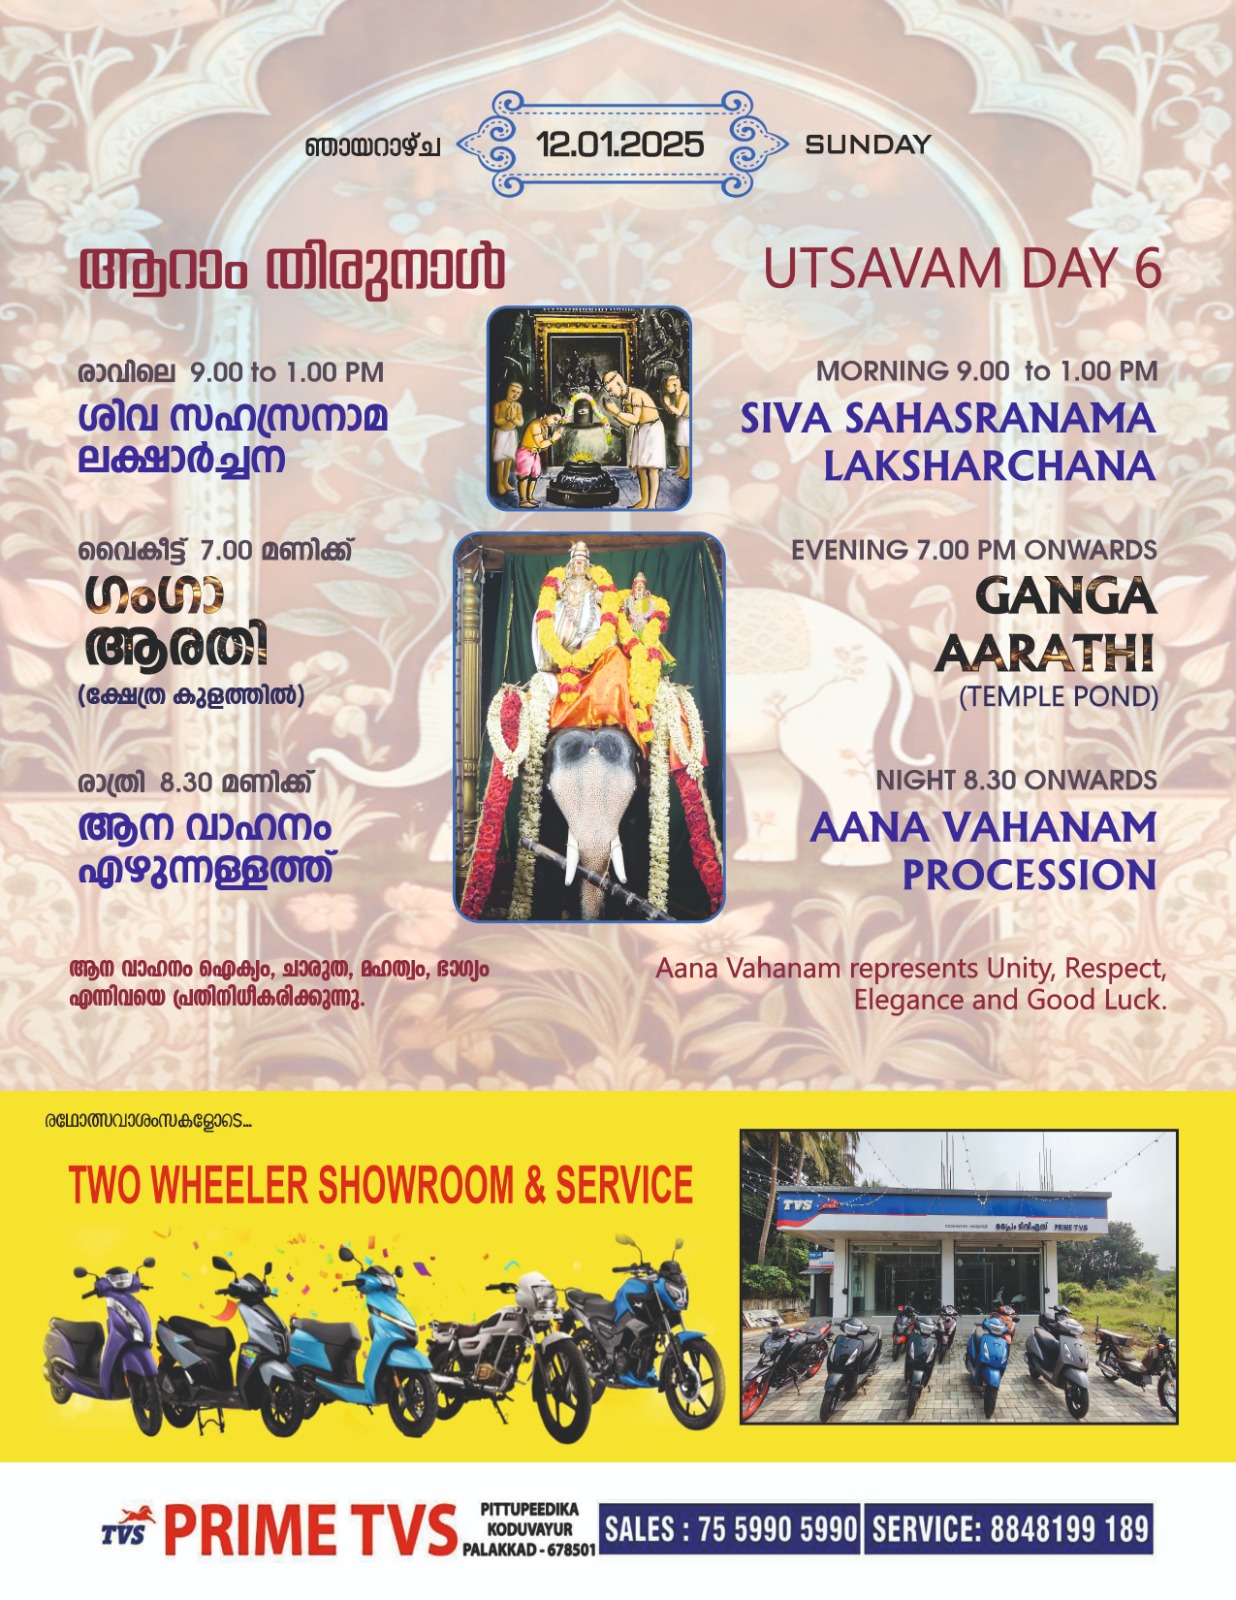 ഞായറാഴ്ച 12.01.2025 SUNDAY
ആറാം തിരുനാൾ
UTSAVAM DAY 6
രാവിലെ 9.00 to 1.00 PM
ശിവ സഹസ്രനാമ
ലക്ഷാർച്ചന
MORNING 9.00 to 1.00 PM
SIVA SAHASRANAMA
LAKSHARCHANA
വൈകീട്ട് 7.00 മണിക്ക്
ഗംഗാ
ആരതി
(ക്ഷേത്ര കുളത്തിൽ)
EVENING 7.00 PM ONWARDS
GANGA
AARATHI
(TEMPLE POND)
രാത്രി 8.30 മണിക്ക്
ആന വാഹനം
എഴുന്നള്ളത്ത്
NIGHT 8.30 ONWARDS
AANA VAHANAM
PROCESSION
ആന വാഹനം ഐക്യം, ചാരുത, മഹത്വം, ഭാഗ്യം
എന്നിവയെ പ്രതിനിധീകരിക്കുന്നു.
Aana Vahanam represents Unity, Respect,
Elegance and Good Luck.
രഥോത്സവാശംസകളോടെ...
TWO WHEELER SHOWROOM & SERVICE
TVS
പ്രൈം ടിവിഎസ് PRIME TVS
TVS PRIME TVS
PITTUPEEDIKA
KODUVAYUR
PALAKKAD - 678501
SALES : 75 5990 5990
SERVICE: 8848199 189